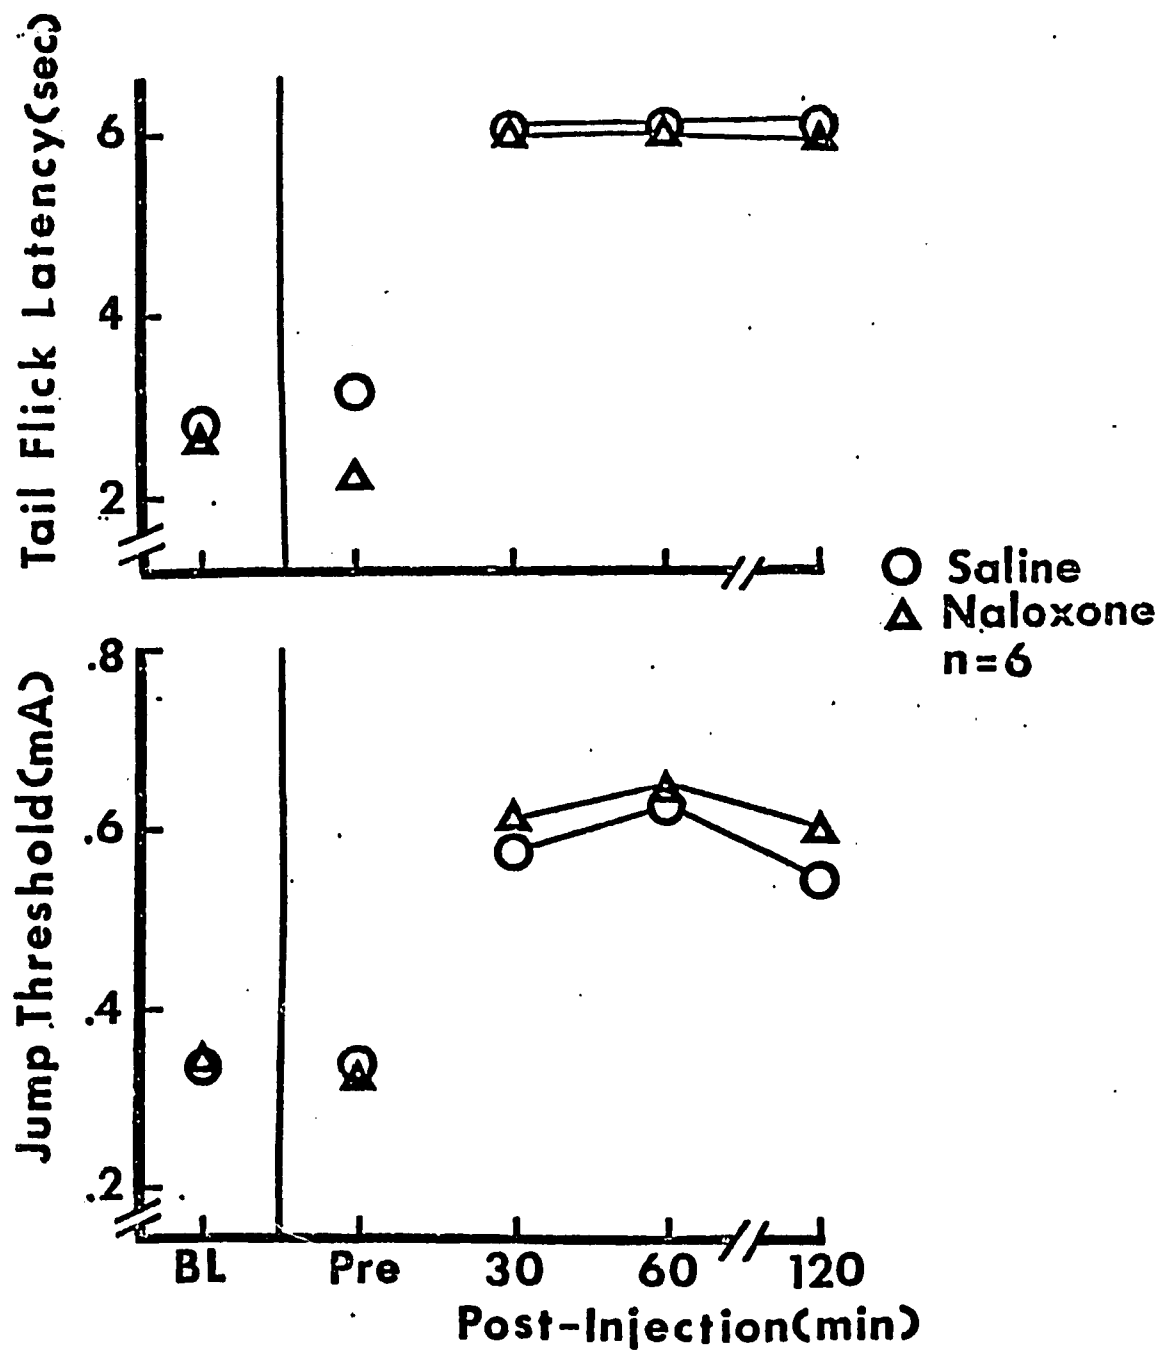 Tail Flick Latency(sec)
6
4
2
O Saline
△ Naloxone
n=6
Jump Threshold(mA)
.8
.6
.4
.2
BL Pre 30 60 120
Post-Injection(min)